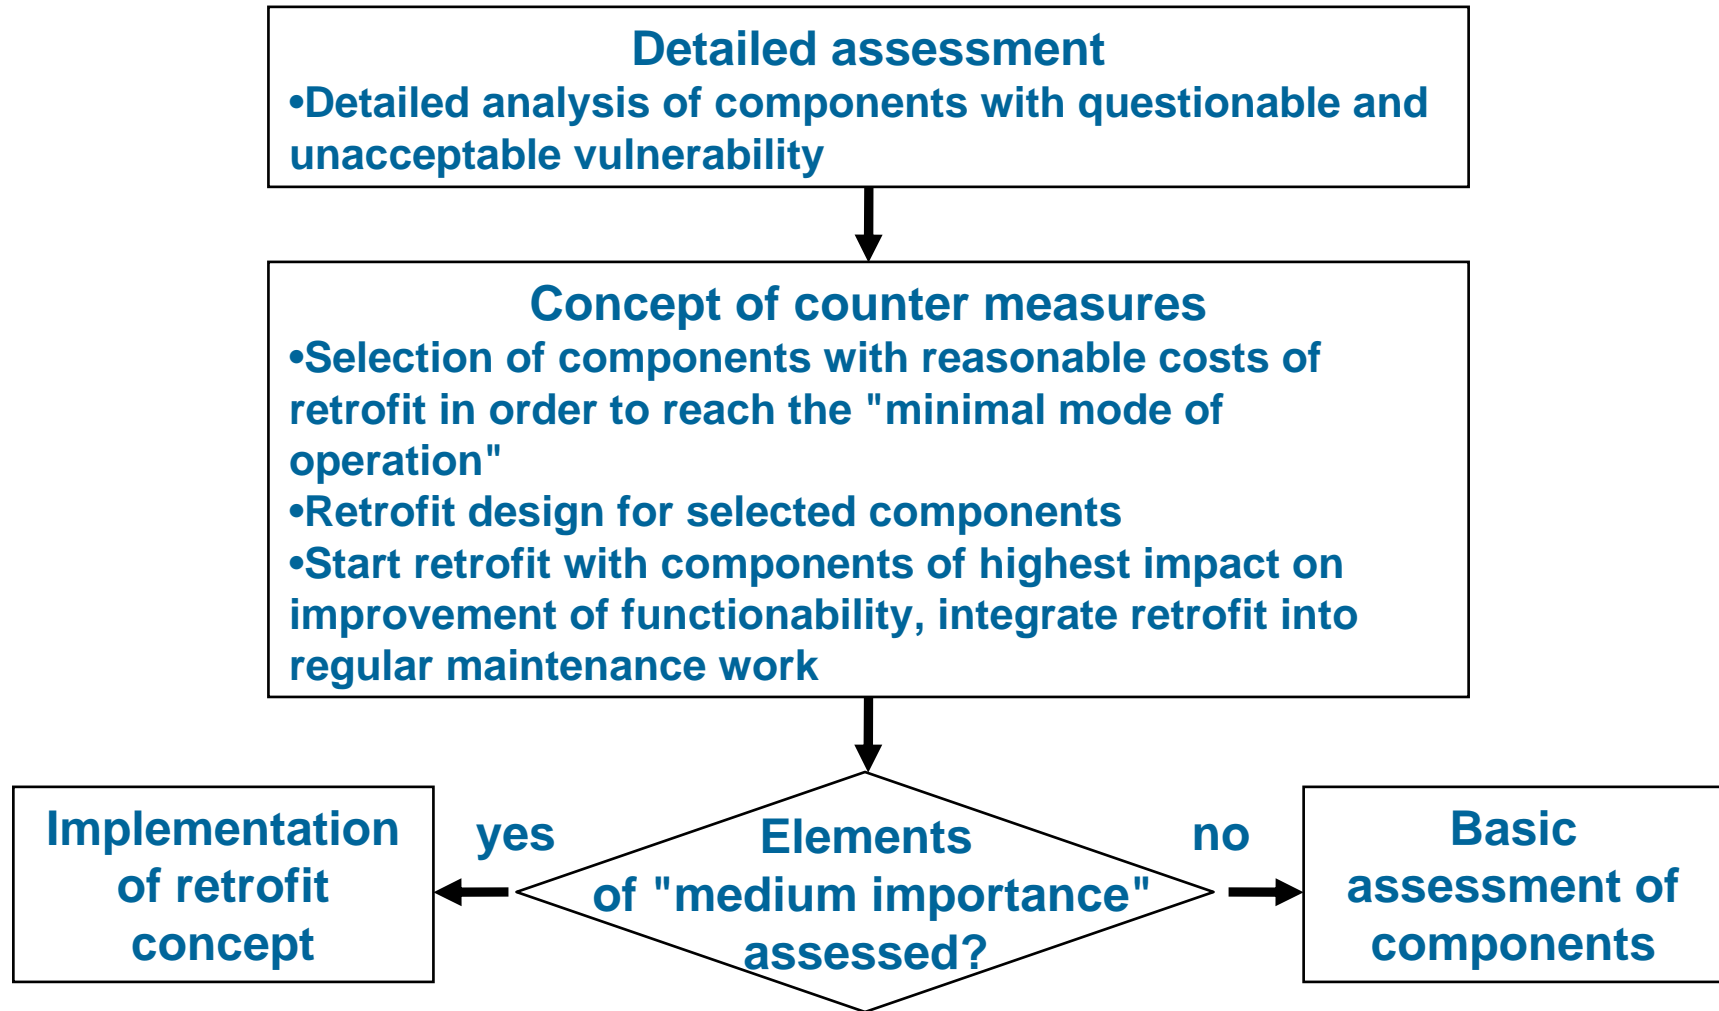 Detailed assessment
•Detailed analysis of components with questionable and
unacceptable vulnerability
Concept of counter measures
•Selection of components with reasonable costs of
retrofit in order to reach the "minimal mode of
operation"
•Retrofit design for selected components
•Start retrofit with components of highest impact on
improvement of functionability, integrate retrofit into
regular maintenance work
Implementation
of retrofit
concept
yes
Elements
of "medium importance"
assessed?
no
Basic
assessment of
components